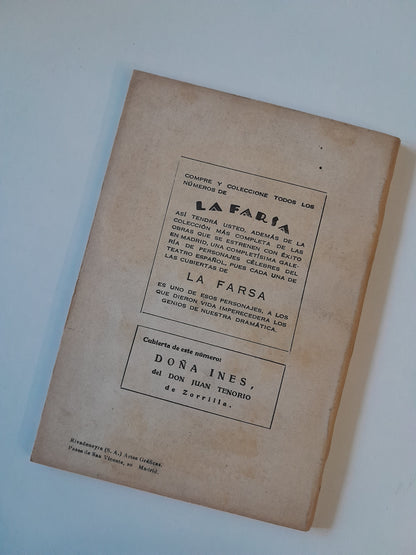 COMPRE Y COLECCIONE TODOS LOS
NÚMEROS DE
LA FARSA
ASÍ TENDRÁ USTED, ADEMÁS DE LA
COLECCIÓN MÁS COMPLETA DE LAS
OBRAS QUE SE ESTRENEN CON ÉXITO
EN MADRID, UNA COMPLETÍSIMA GALE-
RÍA DE PERSONAJES CÉLEBRES DEL
TEATRO ESPAÑOL, PUES CADA UNA DE
LAS CUBIERTAS DE
LA FARSA
ES UNO DE ESOS PERSONAJES, A LOS
QUE DIERON VIDA IMPERECEDERA LOS
GENIOS DE NUESTRA DRAMÁTICA.
Cubierta de este número:
DOÑA INES,
del DON JUAN TENORIO
de Zorrilla.
Rivadeneyra (S. A.) Artes Gráficas.
Paseo de San Vicente, 20 Madrid.